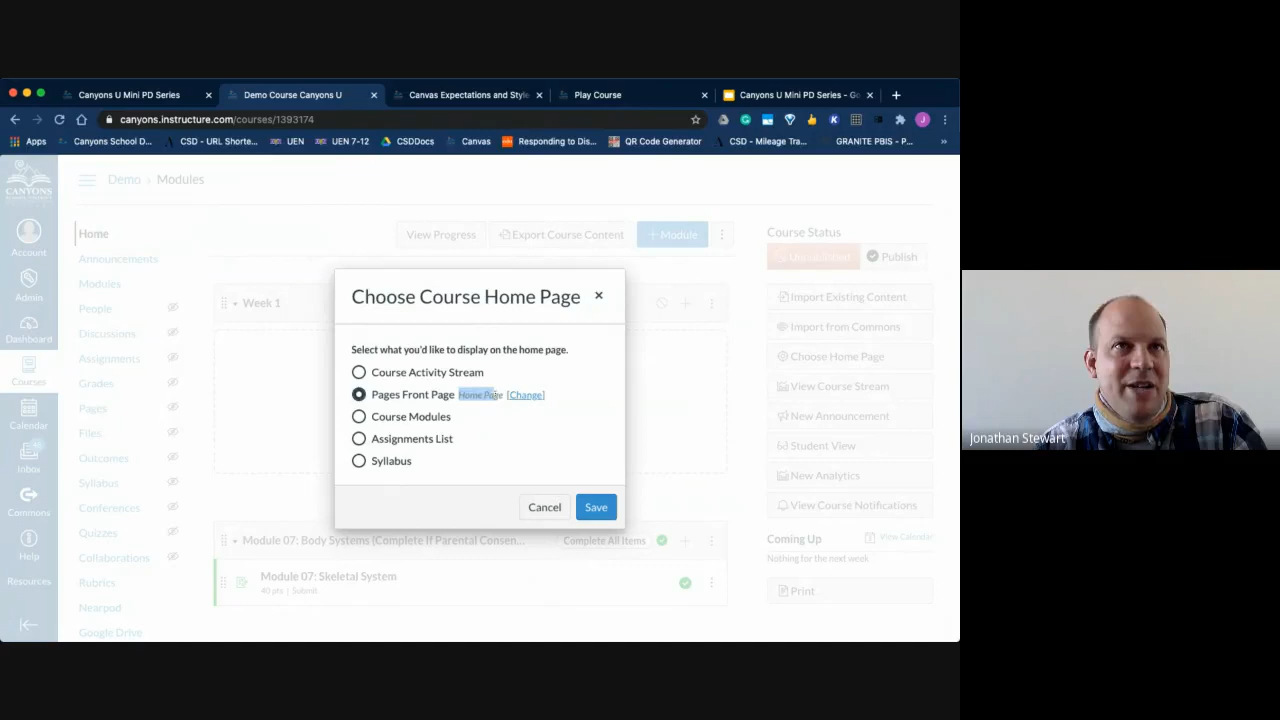 Canyons U Mini PD Series
Demo Course Canyons U
Canvas Expectations and Style
Play Course
Canyons U Mini PD Series - Go
canyons.instructure.com/courses/1393174
J
Apps
Canyons School D...
CSD - URL Shorte...
UEN
UEN 7-12
CSDDocs
Canvas
Responding to Dis...
QR Code Generator
CSD - Mileage Tra...
GRANITE PBIS - P...
»
CANYONS
Account
Admin
Dashboard
Courses
Calendar
Inbox
Commons
Help
Resources
Demo › Modules
Home
Announcements
Modules
People
Discussions
Assignments
Grades
Pages
Files
Outcomes
Syllabus
Conferences
Quizzes
Collaborations
Rubrics
Nearpod
Google Drive
View Progress
Export Course Content
+ Module
Week 1
Choose Course Home Page
Select what you'd like to display on the home page.
Course Activity Stream
Pages Front Page Home Page [Change]
Course Modules
Assignments List
Syllabus
Cancel
Save
Module 07: Body Systems [Complete If Parental Consen...
Complete All Items
Module 07: Skeletal System
40 pts | Submit
Course Status
Unpublished
Publish
Import Existing Content
Import from Commons
Choose Home Page
View Course Stream
New Announcement
Student View
New Analytics
View Course Notifications
Coming Up
View Calendar
Nothing for the next week
Print
Jonathan Stewart